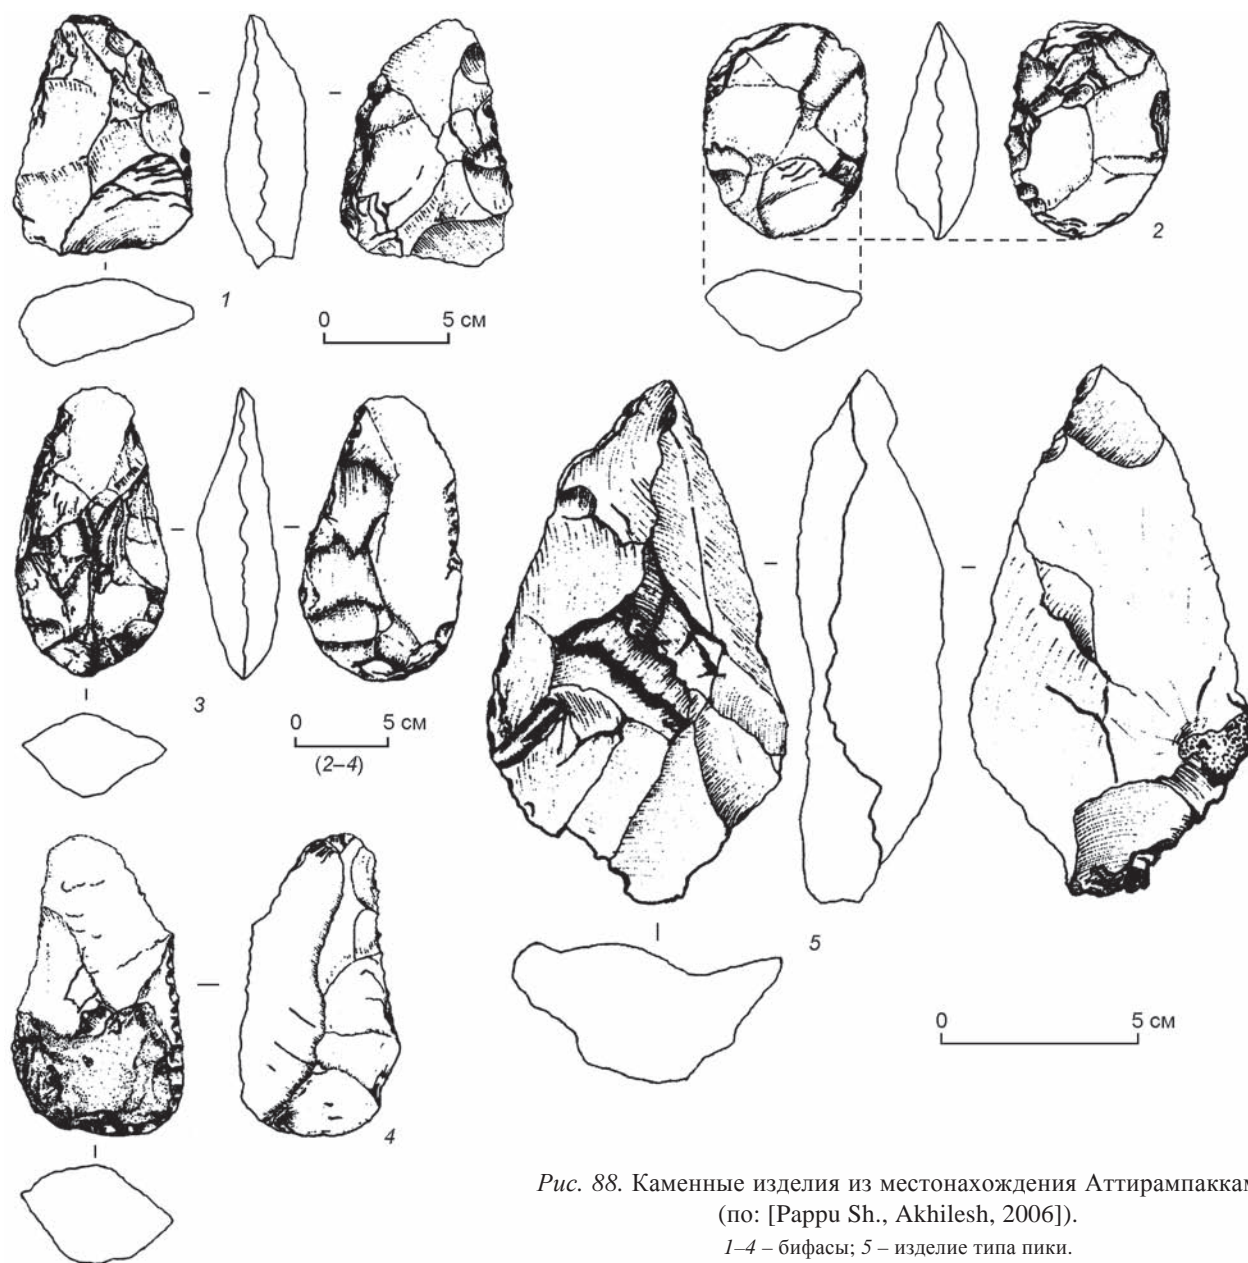 1
0 5 см
2
3
0 5 см
(2–4)
4
5
0 5 см
Рис. 88. Каменные изделия из местонахождения Аттирампаккам
(по: [Pappu Sh., Akhilesh, 2006]).
1–4 – бифасы; 5 – изделие типа пики.